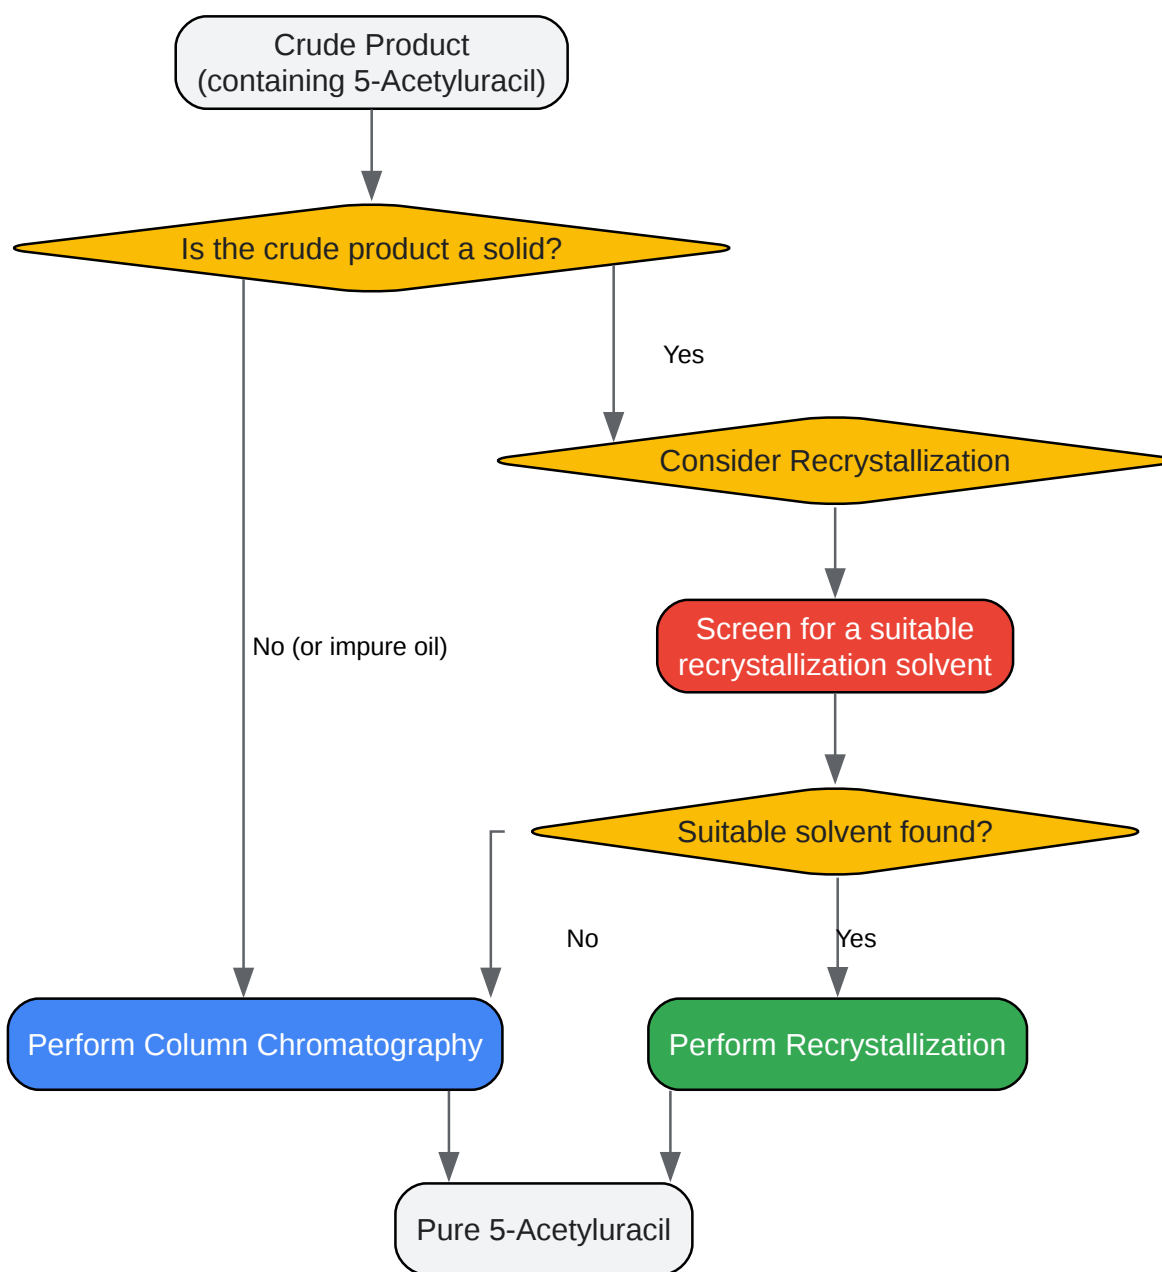 Crude Product
(containing 5-Acetyluracil)
Is the crude product a solid?
Yes
Consider Recrystallization
No (or impure oil)
Screen for a suitable
recrystallization solvent
Suitable solvent found?
No
Yes
Perform Column Chromatography
Perform Recrystallization
Pure 5-Acetyluracil